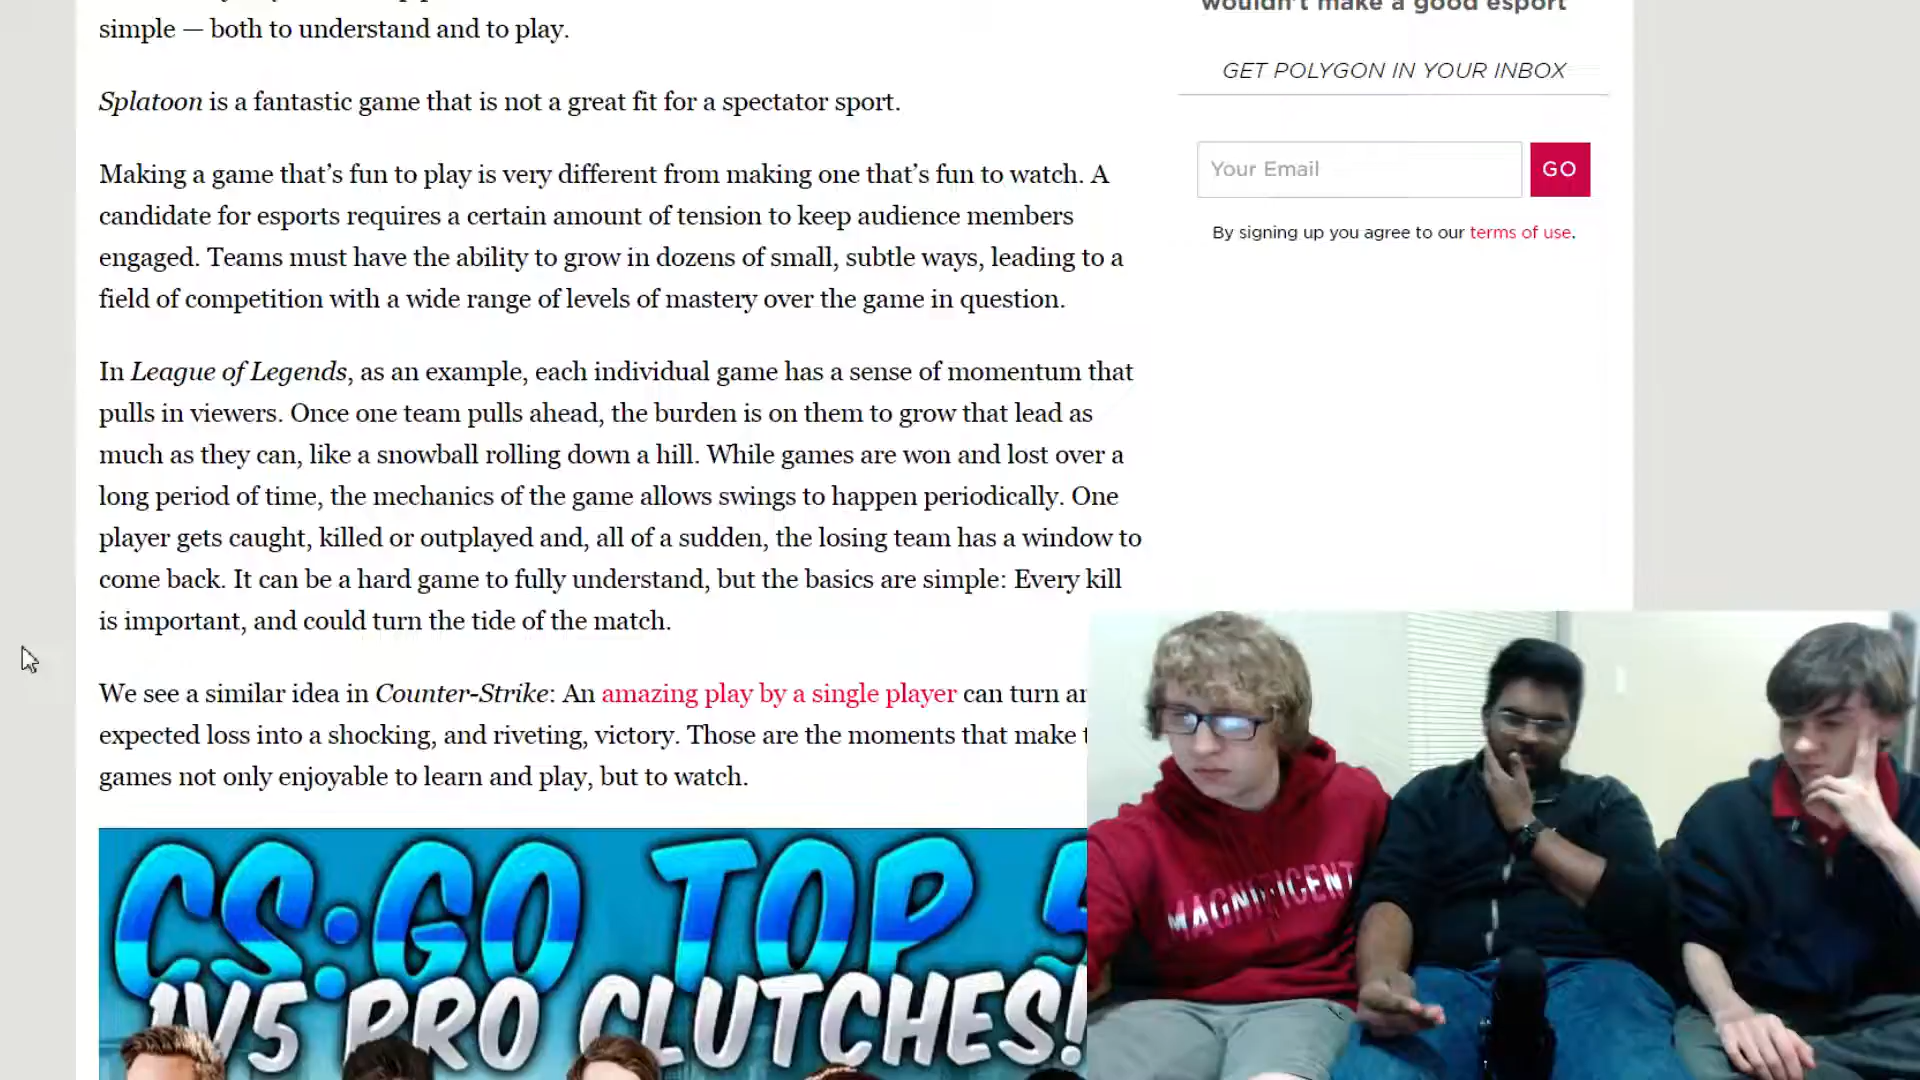 simple — both to understand and to play.
Splatoon is a fantastic game that is not a great fit for a spectator sport.
Making a game that’s fun to play is very different from making one that’s fun to watch. A
candidate for esports requires a certain amount of tension to keep audience members
engaged. Teams must have the ability to grow in dozens of small, subtle ways, leading to a
field of competition with a wide range of levels of mastery over the game in question.
In League of Legends, as an example, each individual game has a sense of momentum that
pulls in viewers. Once one team pulls ahead, the burden is on them to grow that lead as
much as they can, like a snowball rolling down a hill. While games are won and lost over a
long period of time, the mechanics of the game allows swings to happen periodically. One
player gets caught, killed or outplayed and, all of a sudden, the losing team has a window to
come back. It can be a hard game to fully understand, but the basics are simple: Every kill
is important, and could turn the tide of the match.
We see a similar idea in Counter-Strike: An amazing play by a single player can turn
expected loss into a shocking, and riveting, victory. Those are the moments that make
games not only enjoyable to learn and play, but to watch.
CS:GO TOP 5
1V5 PRO CLUTCHES!
wouldn't make a good esport
GET POLYGON IN YOUR INBOX
Your Email
GO
By signing up you agree to our terms of use.
MAGNIFICENT